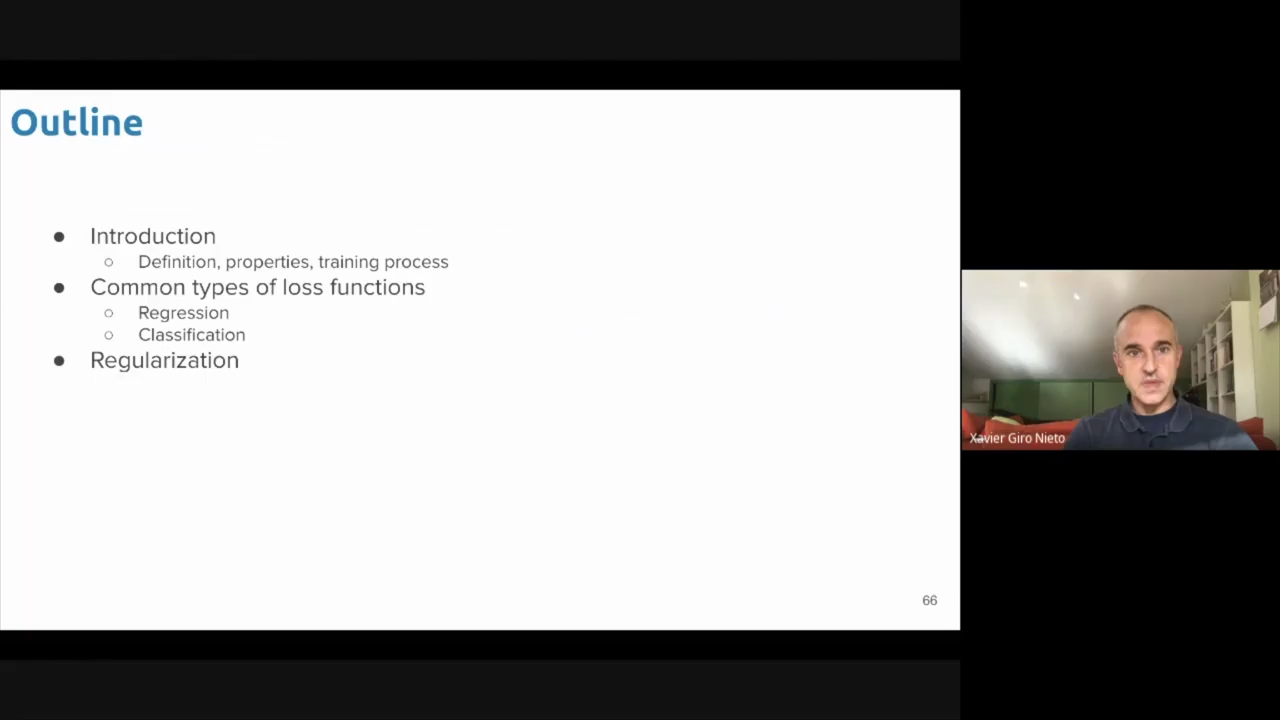 Outline
● Introduction
○ Definition, properties, training process
● Common types of loss functions
○ Regression
○ Classification
● Regularization
66
Xavier Giro Nieto